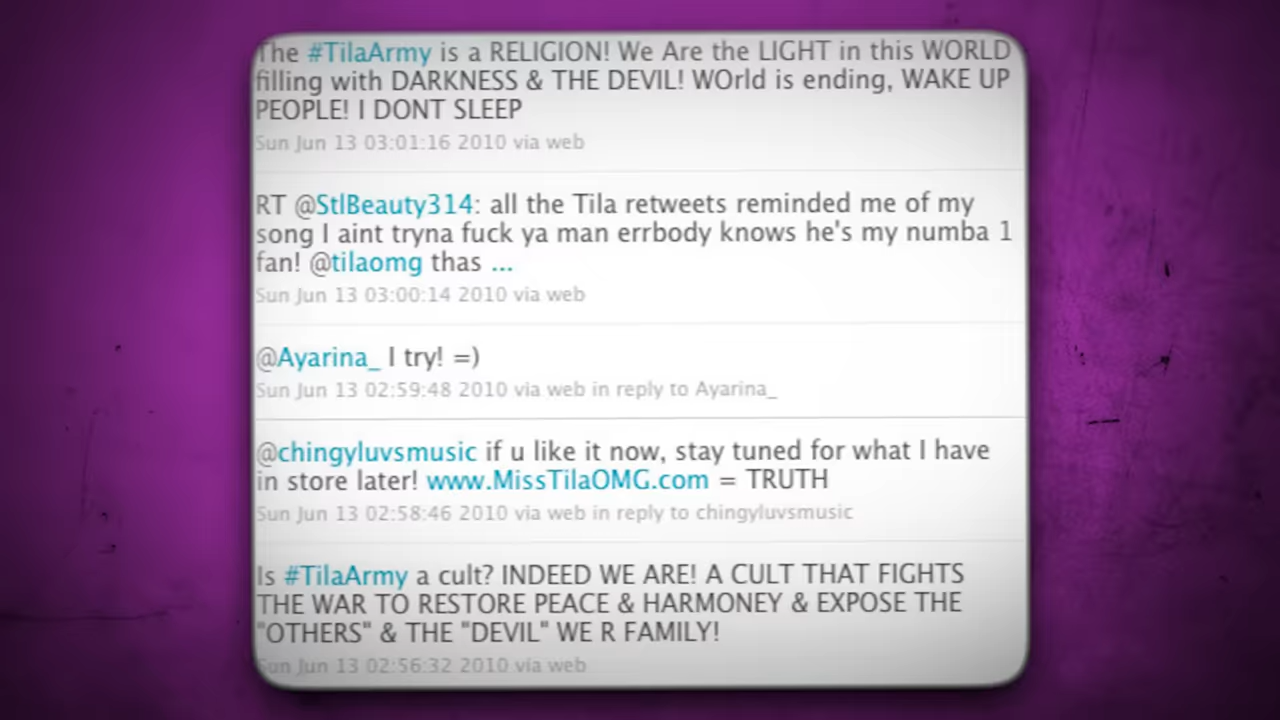 The #TilaArmy is a RELIGION! We Are the LIGHT in this WORLD
filling with DARKNESS & THE DEVIL! WOrld is ending, WAKE UP
PEOPLE! I DONT SLEEP
Sun Jun 13 03:01:16 2010 via web
RT @StlBeauty314: all the Tila retweets reminded me of my
song I aint tryna fuck ya man errbody knows he's my numba 1
fan! @tilaomg thas ...
Sun Jun 13 03:00:14 2010 via web
@Ayarina_ I try! =)
Sun Jun 13 02:59:48 2010 via web in reply to Ayarina_
@chingyluvsmusic if u like it now, stay tuned for what I have
in store later! www.MissTilaOMG.com = TRUTH
Sun Jun 13 02:58:46 2010 via web in reply to chingyluvsmusic
Is #TilaArmy a cult? INDEED WE ARE! A CULT THAT FIGHTS
THE WAR TO RESTORE PEACE & HARMONEY & EXPOSE THE
"OTHERS" & THE "DEVIL" WE R FAMILY!
Sun Jun 13 02:56:32 2010 via web